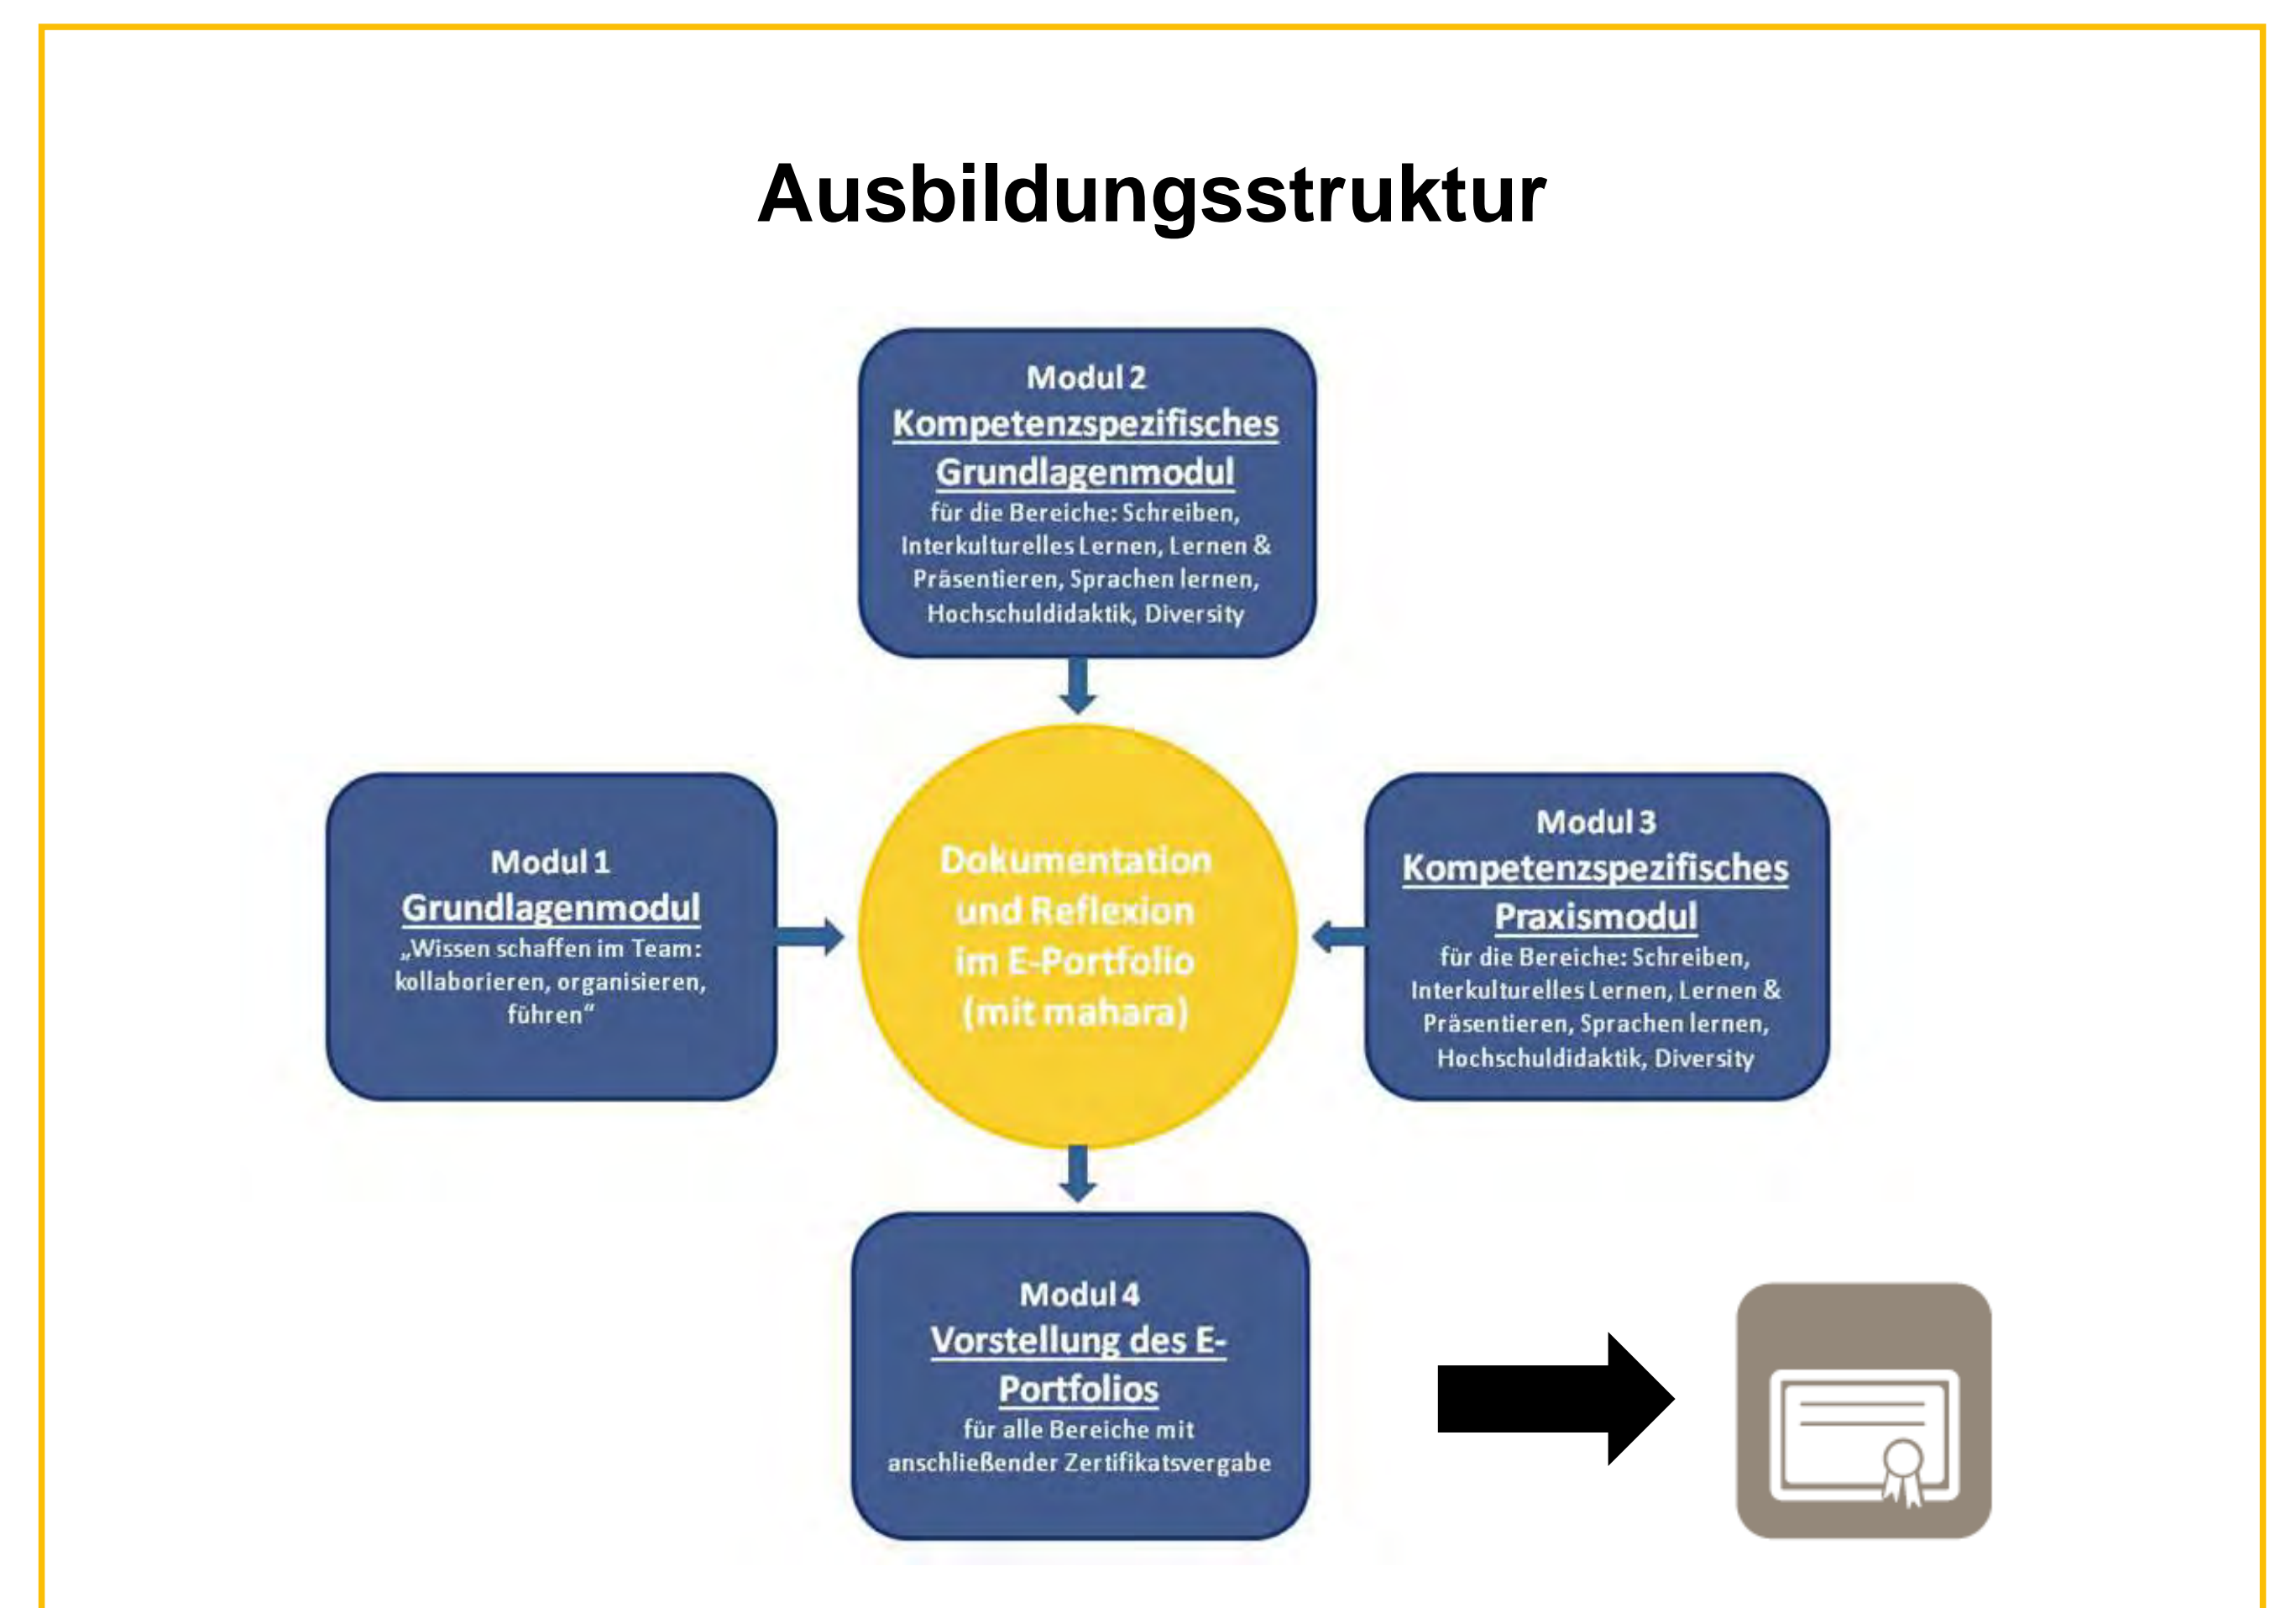 Ausbildungsstruktur
Modul 2
Kompetenzspezifisches
Grundlagenmodul
für die Bereiche: Schreiben,
Interkulturelles Lernen, Lernen &
Präsentieren, Sprachen lernen,
Hochschuldidaktik, Diversity
Modul 1
Grundlagenmodul
„Wissen schaffen im Team:
kollaborieren, organisieren,
führen“
Dokumentation
und Reflexion
im E-Portfolio
(mit mahara)
Modul 3
Kompetenzspezifisches
Praxismodul
für die Bereiche: Schreiben,
Interkulturelles Lernen, Lernen &
Präsentieren, Sprachen lernen,
Hochschuldidaktik, Diversity
Modul 4
Vorstellung des E-
Portfolios
für alle Bereiche mit
anschließender Zertifikatsvergabe